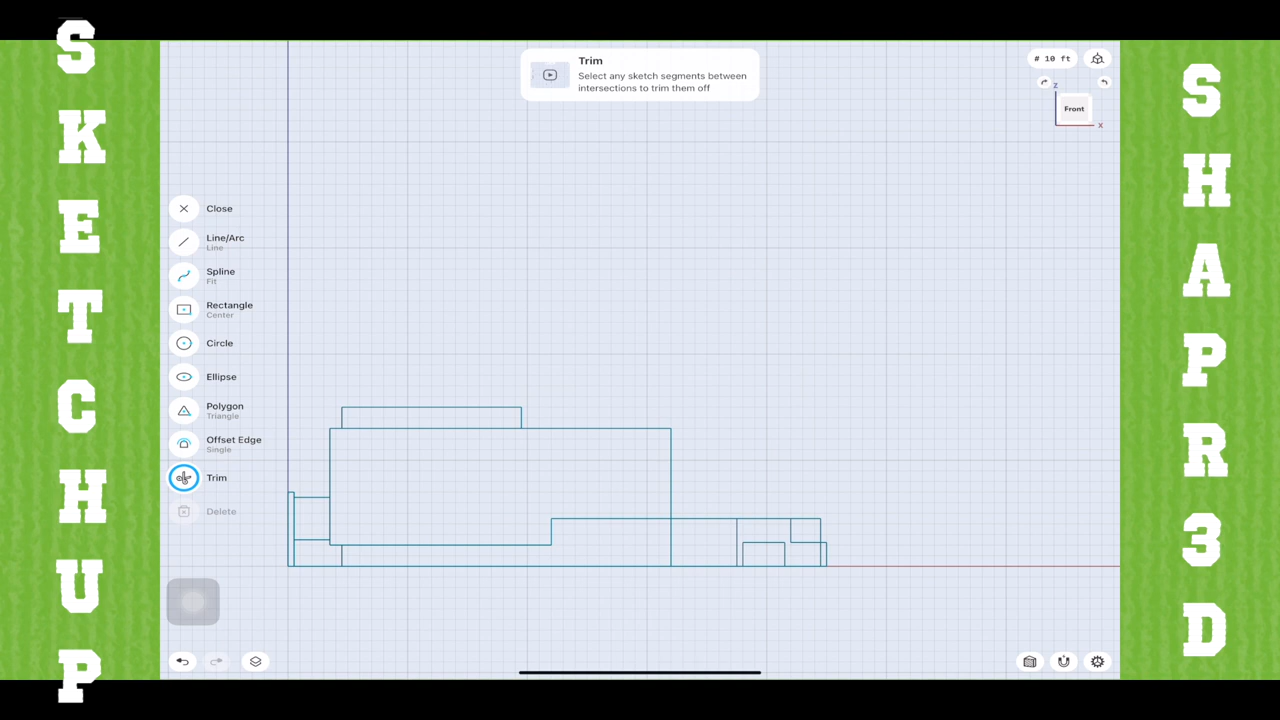 SKETCHUP
Trim
Select any sketch segments between
intersections to trim them off
# 10 ft
Z
Front
X
Close
Line/Arc
Line
Spline
Fit
Rectangle
Center
Circle
Ellipse
Polygon
Triangle
Offset Edge
Single
Trim
Delete
SHAPR3D